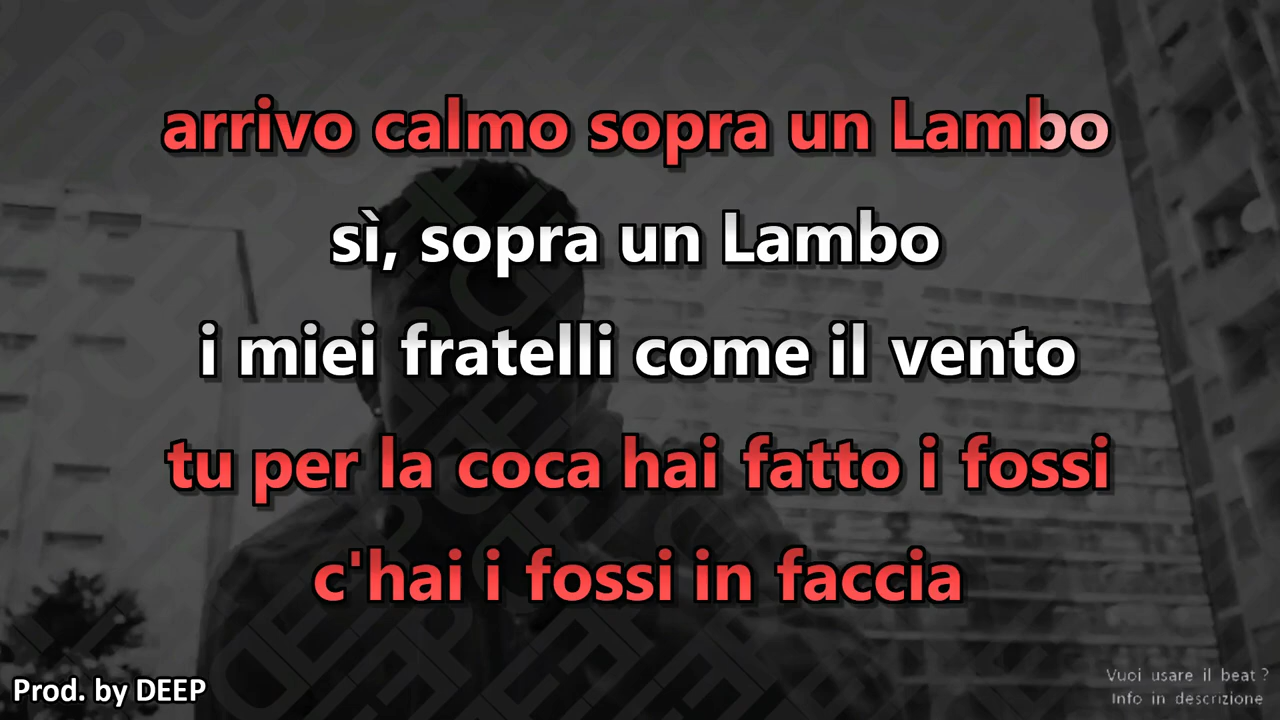 arrivo calmo sopra un Lambo
sì, sopra un Lambo
i miei fratelli come il vento
tu per la coca hai fatto i fossi
c'hai i fossi in faccia
Prod. by DEEP
Vuoi usare il beat ?
Info in descrizione